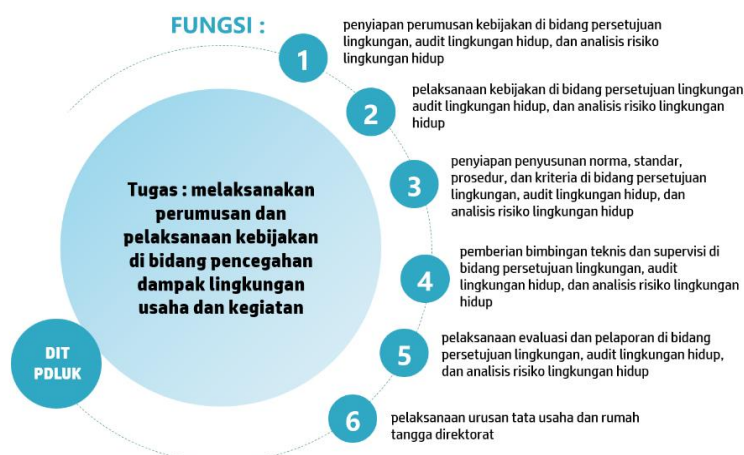 FUNGSI :
1
penyiapan perumusan kebijakan di bidang persetujuan
lingkungan, audit lingkungan hidup, dan analisis risiko
lingkungan hidup
2
pelaksanaan kebijakan di bidang persetujuan lingkungan
audit lingkungan hidup, dan analisis risiko lingkungan
hidup
3
penyiapan penyusunan norma, standar,
prosedur, dan kriteria di bidang persetujuan
lingkungan, audit lingkungan hidup, dan
analisis risiko lingkungan hidup
4
pemberian bimbingan teknis dan supervisi di
bidang persetujuan lingkungan, audit
lingkungan hidup, dan analisis risiko lingkungan
hidup
5
pelaksanaan evaluasi dan pelaporan di bidang
persetujuan lingkungan, audit lingkungan hidup,
dan analisis risiko lingkungan hidup
6
pelaksanaan urusan tata usaha dan rumah
tangga direktorat
Tugas : melaksanakan
perumusan dan
pelaksanaan kebijakan
di bidang pencegahan
dampak lingkungan
usaha dan kegiatan
DIT
PDLUK